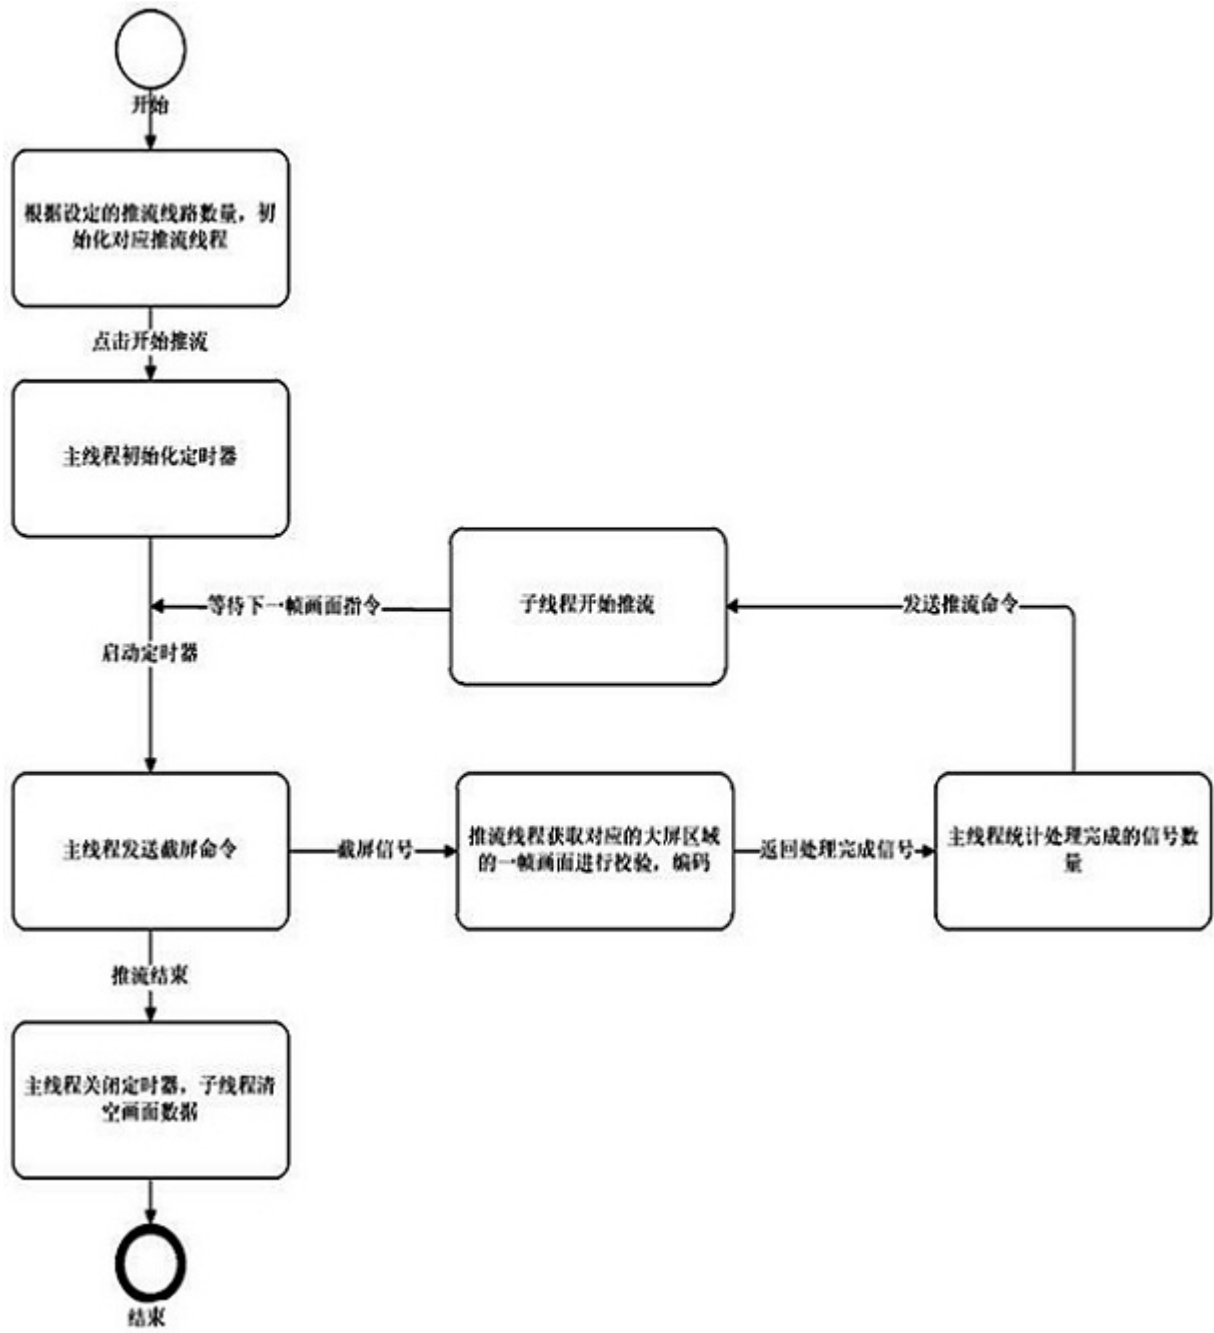 开始
根据设定的推流线路数量，初
始化对应推流线程
点击开始推流
主线程初始化定时器
等待下一帧画面指令
子线程开始推流
发送推流命令
启动定时器
主线程发送截屏命令
截屏信号
推流线程获取对应的大屏区域
的一帧画面进行校验，编码
返回处理完成信号
主线程统计处理完成的信号数
量
推流结束
主线程关闭定时器，子线程清
空画面数据
结束